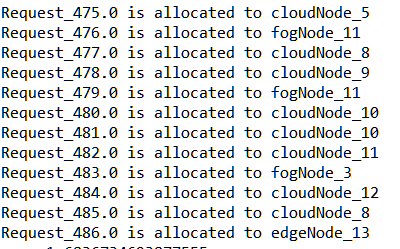 Request_475.0 is allocated to cloudNode_5
Request_476.0 is allocated to fogNode_11
Request_477.0 is allocated to cloudNode_8
Request_478.0 is allocated to cloudNode_9
Request_479.0 is allocated to fogNode_11
Request_480.0 is allocated to cloudNode_10
Request_481.0 is allocated to cloudNode_10
Request_482.0 is allocated to cloudNode_11
Request_483.0 is allocated to fogNode_3
Request_484.0 is allocated to cloudNode_12
Request_485.0 is allocated to cloudNode_8
Request_486.0 is allocated to edgeNode_13